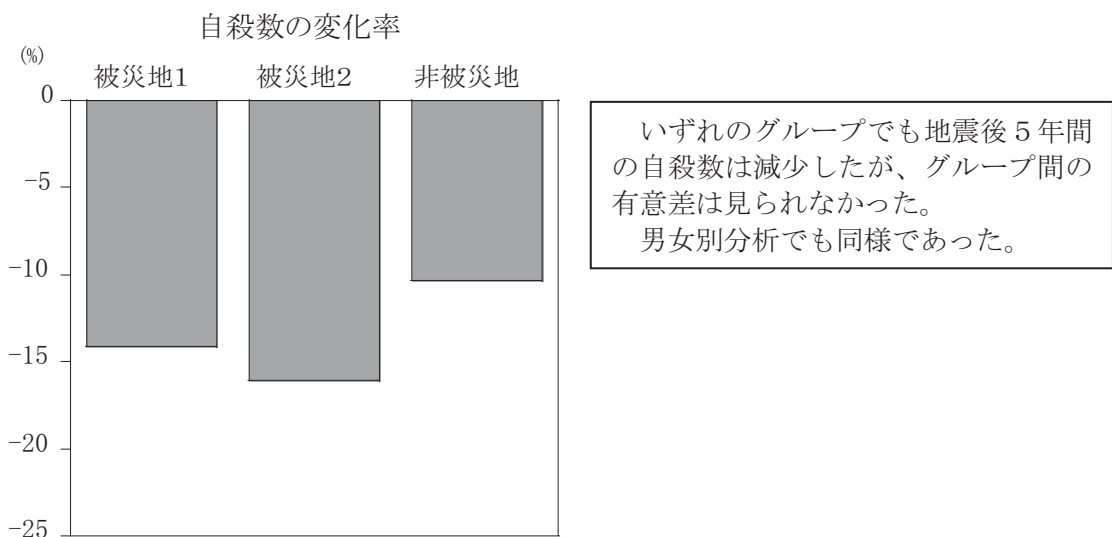 自殺数の変化率
(%)
被災地1 被災地2 非被災地
0
-5
-10
-15
-20
-25
いずれのグループでも地震後5年間
の自殺数は減少したが、グループ間の
有意差は見られなかった。
男女別分析でも同様であった。